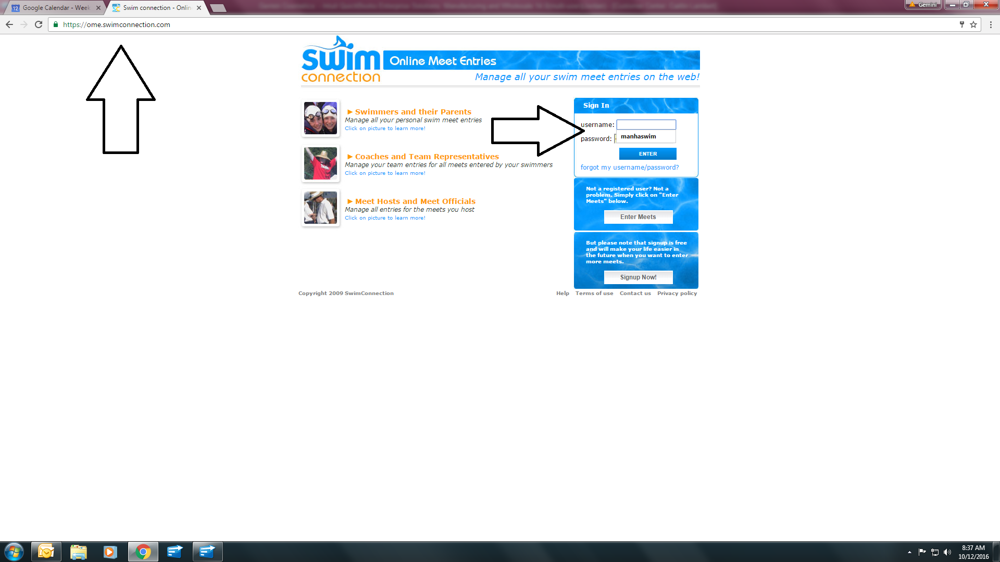 12 Google Calendar - Week
Swim connection - Onlin
Gemini
https://ome.swimconnection.com
swim
connection
Online Meet Entries
Manage all your swim meet entries on the web!
►Swimmers and their Parents
Manage all your personal swim meet entries
Click on picture to learn more!
►Coaches and Team Representatives
Manage your team entries for all meets entered by your swimmers
Click on picture to learn more!
►Meet Hosts and Meet Officials
Manage all entries for the meets you host
Click on picture to learn more!
Sign In
username:
manhaswim
password:
ENTER
forgot my username/password?
Not a registered user? Not a
problem. Simply click on "Enter
Meets" below.
Enter Meets
But please note that signup is free
and will make your life easier in
the future when you want to enter
more meets.
Signup Now!
Copyright 2009 SwimConnection
Help Terms of use Contact us Privacy policy
8:37 AM
10/12/2016